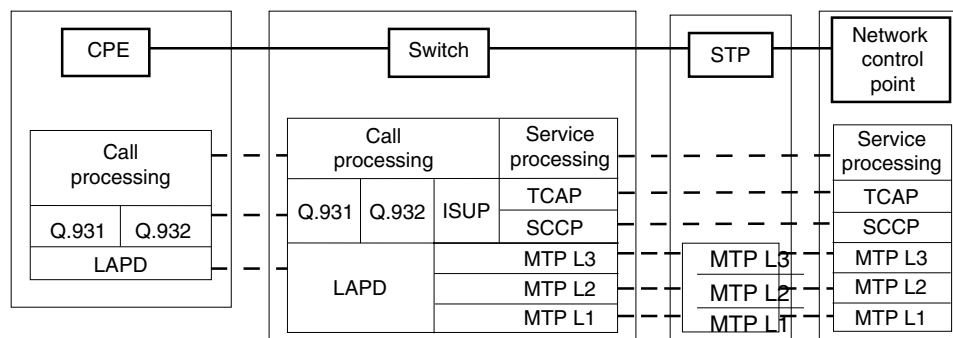 CPE
Switch
STP
Network
control
point
Call
processing
Q.931
Q.932
LAPD
Call
processing
Service
processing
Q.931
Q.932
ISUP
TCAP
SCCP
LAPD
MTP L3
MTP L2
MTP L1
MTP L3
MTP L2
MTP L1
Service
processing
TCAP
SCCP
MTP L3
MTP L2
MTP L1